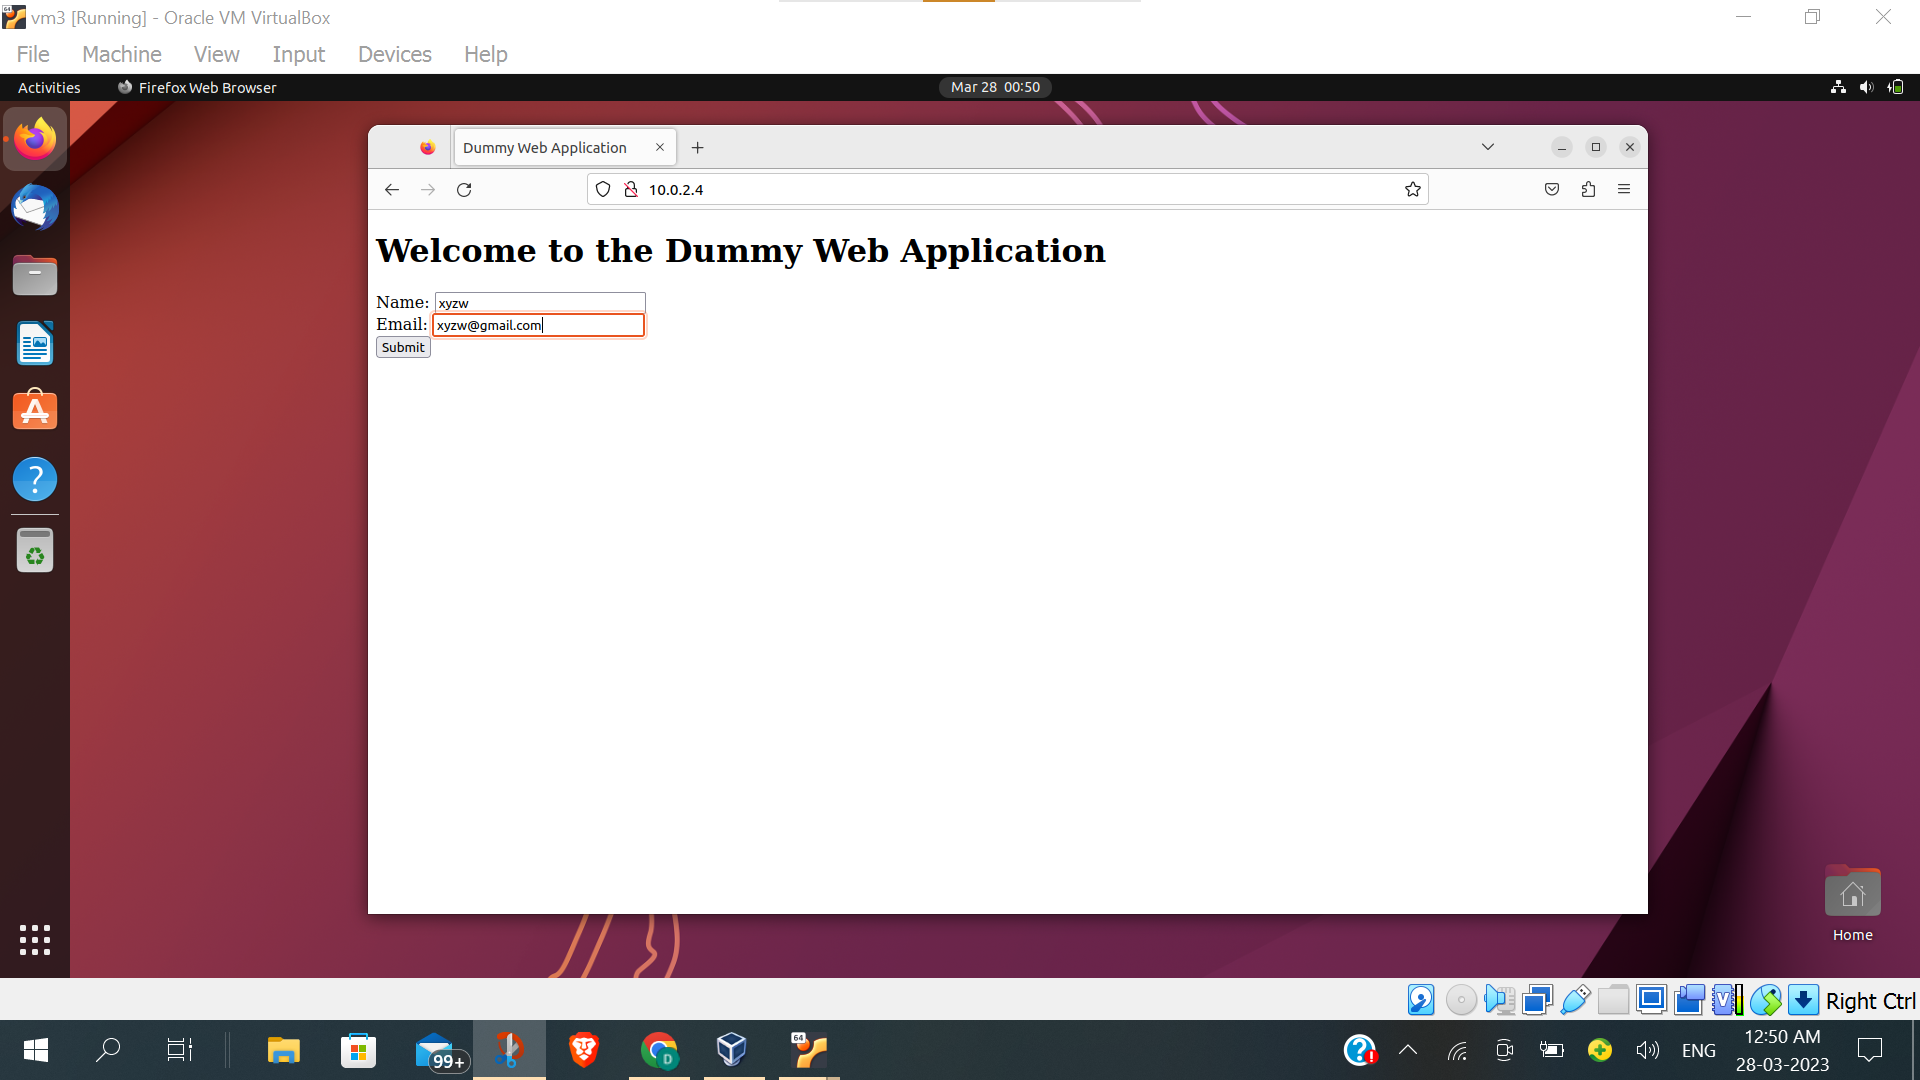 vm3 [Running] - Oracle VM VirtualBox
File Machine View Input Devices Help
Activities Firefox Web Browser Mar 28 00:50
Dummy Web Application
10.0.2.4
Welcome to the Dummy Web Application
Name: xyzw
Email: xyzw@gmail.com
Submit
Home
Right Ctrl
99+
D
64
ENG
12:50 AM
28-03-2023